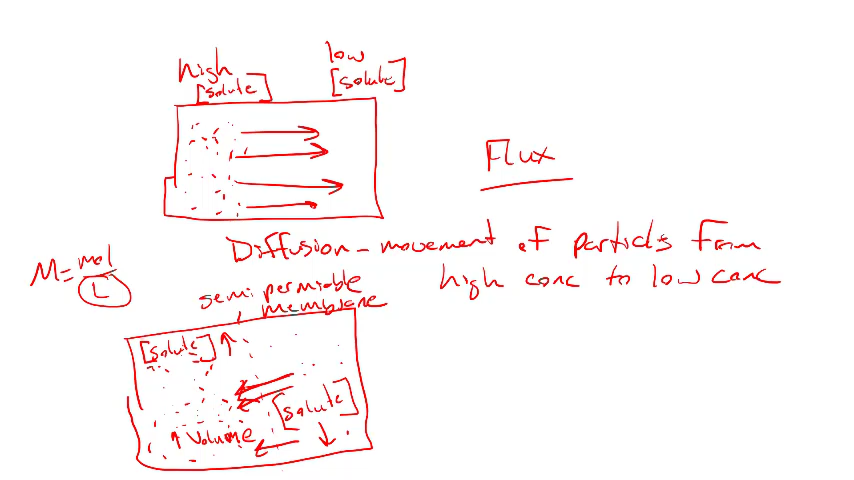 high
[solute]
low
[solute]
Flux
Diffusion - movement of particles from
high conc to low conc
M = mol
L
semi permiable
membrane
[solute] ↑
[solute]
↓
↑ Volume